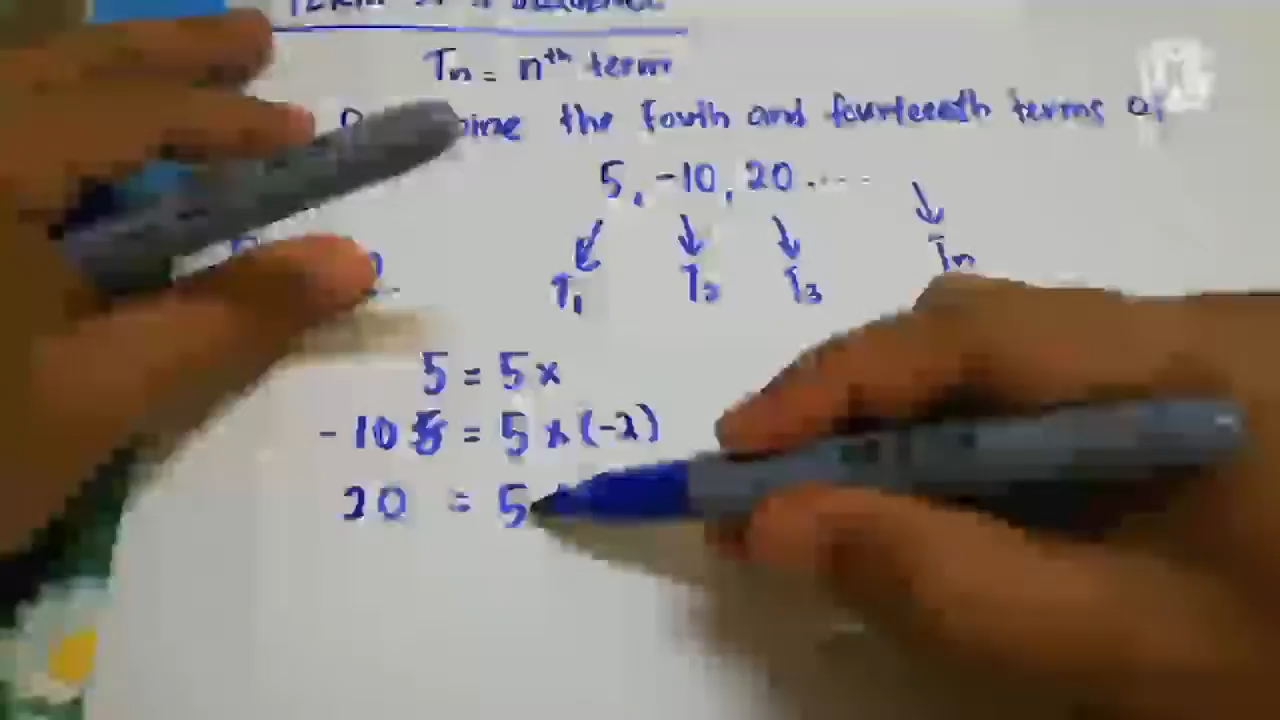 Tn = nth term
the fouth and fourteenth terms
5, -10, 20 ....
T1 T2 T3 Tn
5 = 5 x
-10 5 = 5 x (-2)
20 = 5